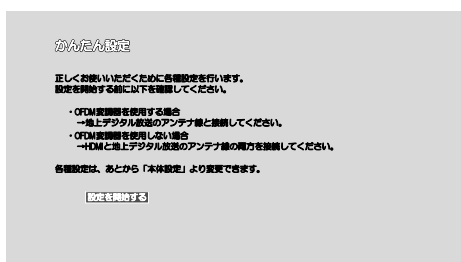 かんたん設定
正しくお使いいただくために各種設定を行います。
設定を開始する前に以下を確認してください。
・OFDM変調器を使用する場合
→地上デジタル放送のアンテナ線と接続してください。
・OFDM変調器を使用しない場合
→HDMIと地上デジタル放送のアンテナ線の両方を接続してください。
各種設定は、あとから「本体設定」より変更できます。
設定を開始する